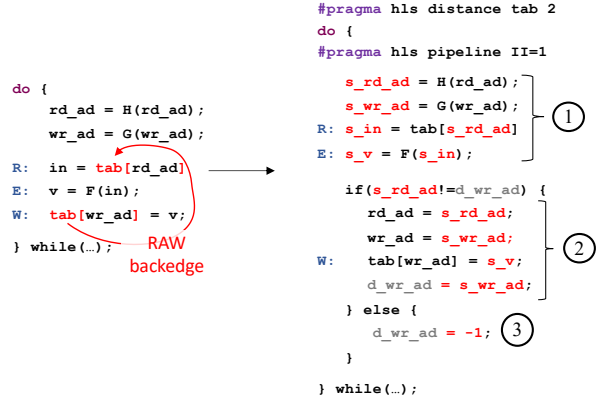 do {
rd_ad = H(rd_ad);
wr_ad = G(wr_ad);
R: in = tab[rd_ad]
E: v = F(in);
W: tab[wr_ad] = v;
} while(…);
RAW
backedge
#pragma hls distance tab 2
do {
#pragma hls pipeline II=1
s_rd_ad = H(rd_ad);
s_wr_ad = G(wr_ad);
R: s_in = tab[s_rd_ad]
E: s_v = F(s_in);
1
if(s_rd_ad!=d_wr_ad) {
rd_ad = s_rd_ad;
wr_ad = s_wr_ad;
W: tab[wr_ad] = s_v;
d_wr_ad = s_wr_ad;
2
} else {
d_wr_ad = -1;
3
}
} while(…);